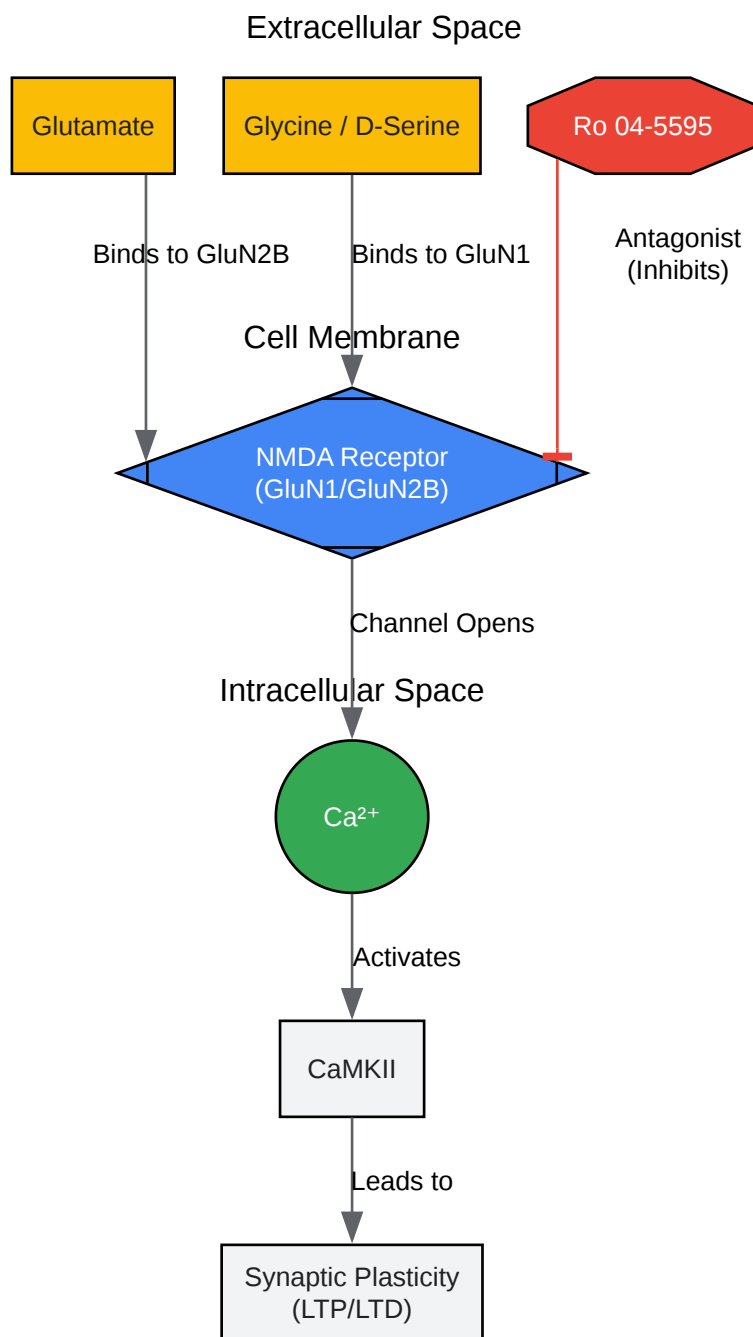 Extracellular Space
Glutamate
Glycine / D-Serine
Ro 04-5595
Binds to GluN2B
Binds to GluN1
Antagonist
(Inhibits)
Cell Membrane
NMDA Receptor
(GluN1/GluN2B)
Channel Opens
Intracellular Space
Ca²⁺
Activates
CaMKII
Leads to
Synaptic Plasticity
(LTP/LTD)